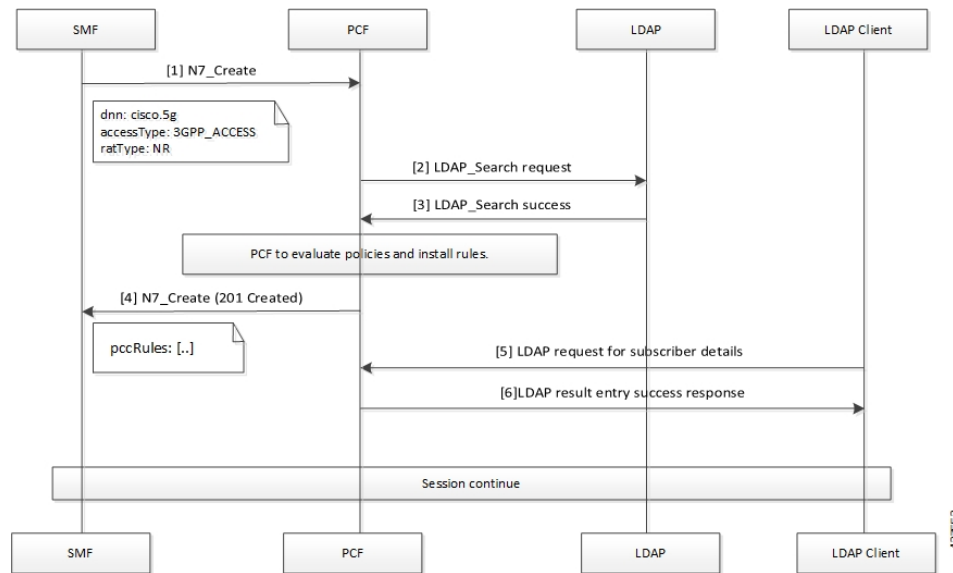 SMF
PCF
LDAP
LDAP Client
[1] N7_Create
dnn: cisco.5g
accessType: 3GPP_ACCESS
ratType: NR
[2] LDAP_Search request
[3] LDAP_Search success
PCF to evaluate policies and install rules.
[4] N7_Create (201 Created)
pccRules: [..]
[5] LDAP request for subscriber details
[6]LDAP result entry success response
Session continue
SMF
PCF
LDAP
LDAP Client